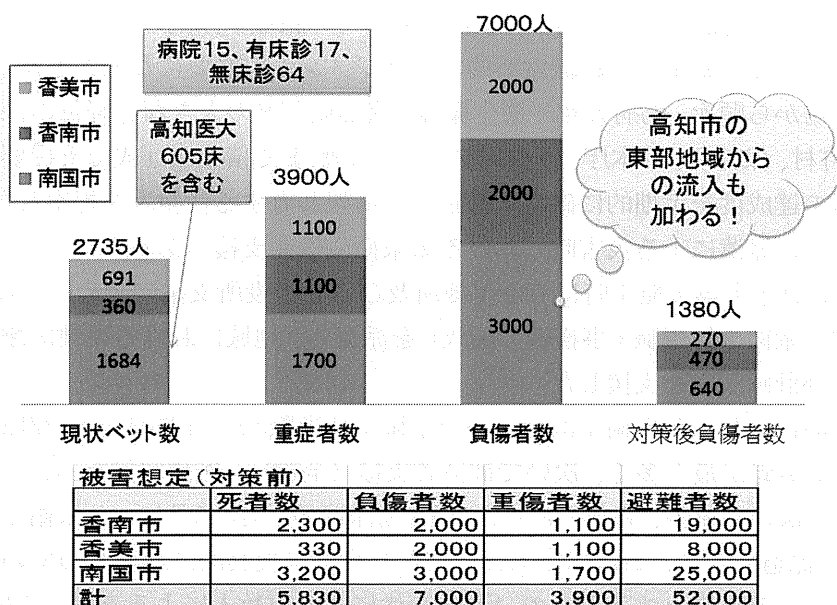 7000人
病院15、有床診17、
無床診64
香美市
香南市
南国市
高知医大
605床
を含む
高知市の
東部地域から
の流入も
加わる！
2735人
691
360
1684
3900人
1100
1100
1700
2000
2000
3000
1380人
270
470
640
現状ベット数 重症者数 負傷者数 対策後負傷者数
被害想定(対策前)
死者数 負傷者数 重傷者数 避難者数
香南市 2,300 2,000 1,100 19,000
香美市 330 2,000 1,100 8,000
南国市 3,200 3,000 1,700 25,000
計 5,830 7,000 3,900 52,000